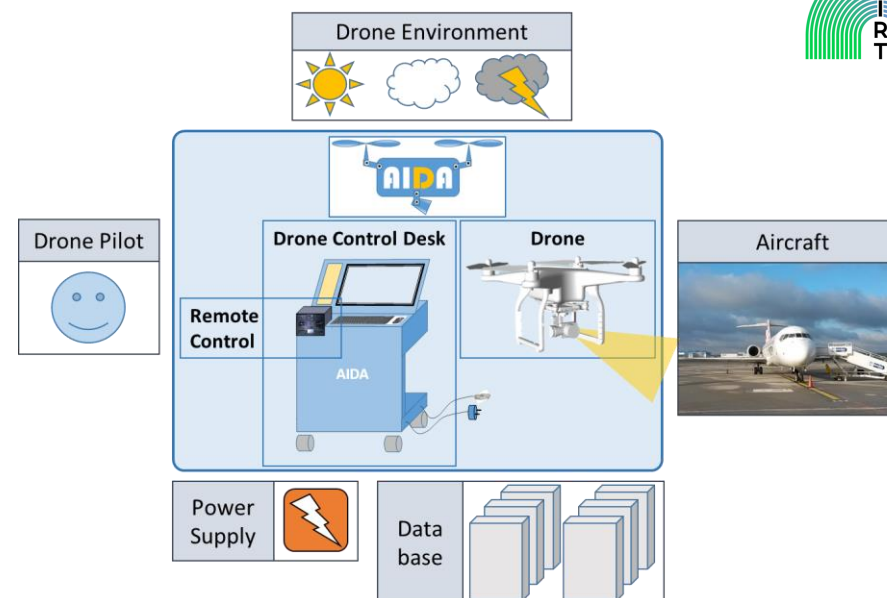 Drone Environment
I
R
T
AIDA
Drone Pilot
Drone Control Desk
Drone
Aircraft
Remote
Control
AIDA
Power
Supply
Data
base